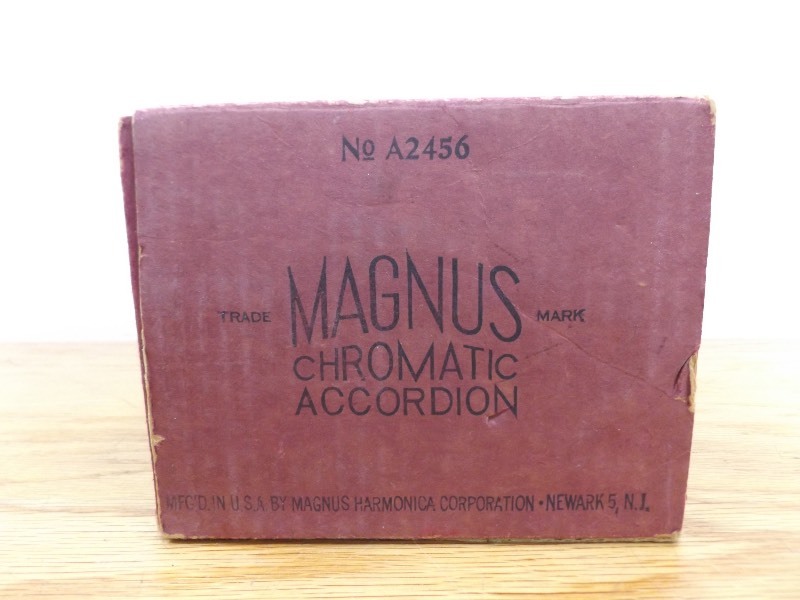 No A2456
TRADE MAGNUS MARK
CHROMATIC
ACCORDION
MFG'D. IN U.S.A. BY MAGNUS HARMONICA CORPORATION • NEWARK 5, N.J.